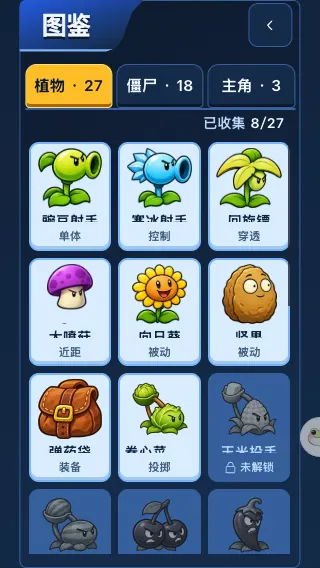 图鉴
植物 · 27
僵尸 · 18
主角 · 3
已收集 8/27
豌豆射手
寒冰射手
回旋镖
单体
控制
穿透
大喷菇
向日葵
坚果
近距
被动
被动
弹药袋
卷心菜
玉米投手
装备
投掷
未解锁